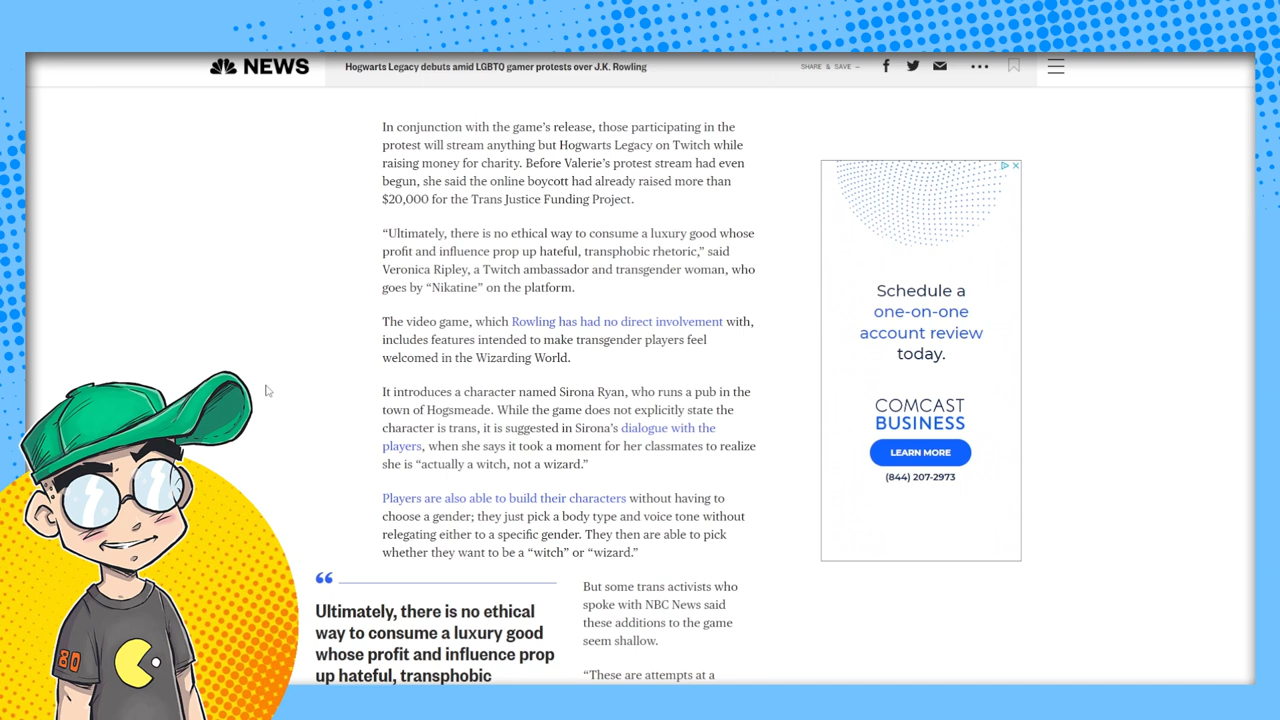 NEWS
Hogwarts Legacy debuts amid LGBTQ gamer protests over J.K. Rowling
SHARE & SAVE —
In conjunction with the game’s release, those participating in the
protest will stream anything but Hogwarts Legacy on Twitch while
raising money for charity. Before Valerie’s protest stream had even
begun, she said the online boycott had already raised more than
$20,000 for the Trans Justice Funding Project.
“Ultimately, there is no ethical way to consume a luxury good whose
profit and influence prop up hateful, transphobic rhetoric,” said
Veronica Ripley, a Twitch ambassador and transgender woman, who
goes by “Nikatine” on the platform.
The video game, which Rowling has had no direct involvement with,
includes features intended to make transgender players feel
welcomed in the Wizarding World.
It introduces a character named Sirona Ryan, who runs a pub in the
town of Hogsmeade. While the game does not explicitly state the
character is trans, it is suggested in Sirona’s dialogue with the
players, when she says it took a moment for her classmates to realize
she is “actually a witch, not a wizard.”
Players are also able to build their characters without having to
choose a gender; they just pick a body type and voice tone without
relegating either to a specific gender. They then are able to pick
whether they want to be a “witch” or “wizard.”
“
Ultimately, there is no ethical
way to consume a luxury good
whose profit and influence prop
up hateful, transphobic
But some trans activists who
spoke with NBC News said
these additions to the game
seem shallow.
“These are attempts at a
Schedule a
one-on-one
account review
today.
COMCAST
BUSINESS
LEARN MORE
(844) 207-2973
80